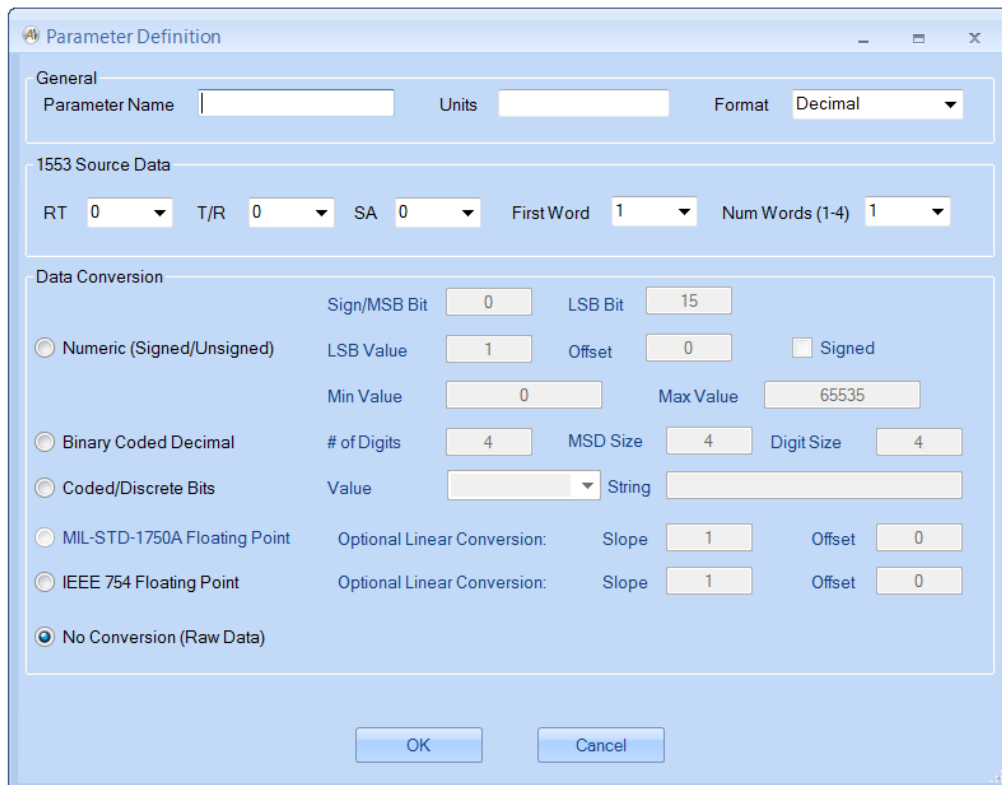 Parameter Definition
General
Parameter Name Units Format Decimal
1553 Source Data
RT 0 T/R 0 SA 0 First Word 1 Num Words (1-4) 1
Data Conversion
Sign/MSB Bit 0 LSB Bit 15
Numeric (Signed/Unsigned) LSB Value 1 Offset 0 Signed
Min Value 0 Max Value 65535
Binary Coded Decimal # of Digits 4 MSD Size 4 Digit Size 4
Coded/Discrete Bits Value String
MIL-STD-1750A Floating Point Optional Linear Conversion: Slope 1 Offset 0
IEEE 754 Floating Point Optional Linear Conversion: Slope 1 Offset 0
No Conversion (Raw Data)
OK Cancel